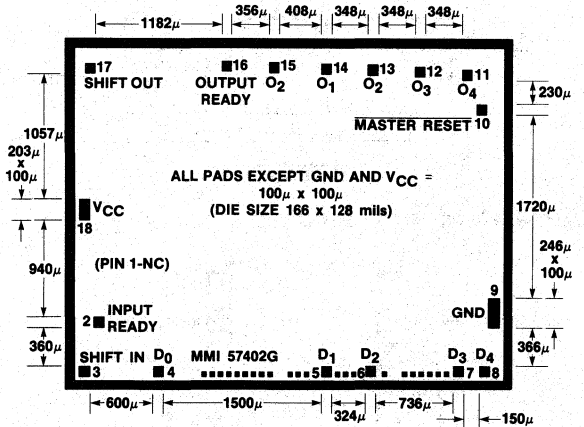 356μ 408μ 348μ 348μ 348μ
1182μ
17 16 15 14 13 12 11
SHIFT OUT OUTPUT READY O2 O1 O2 O3 O4
230μ
MASTER RESET 10
1057μ
203μ
x
100μ
ALL PADS EXCEPT GND AND VCC =
100μ x 100μ
(DIE SIZE 166 x 128 mils)
1720μ
VCC
18
246μ
x
100μ
940μ
(PIN 1-NC)
9
GND
2 INPUT
READY
360μ
366μ
SHIFT IN D0 MMI 57402G D1 D2 D3 D4
3 4 5 6 7 8
600μ 1500μ 736μ
324μ 150μ